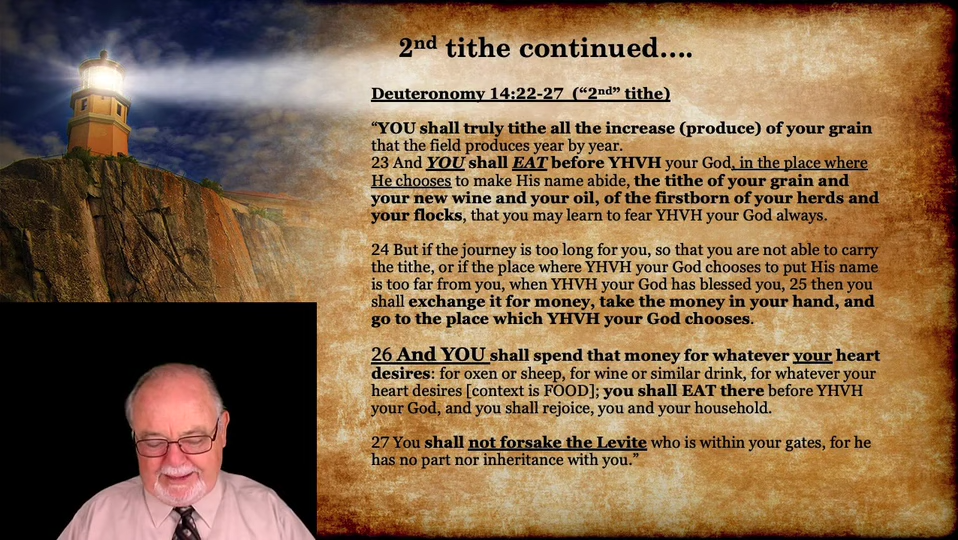 2nd tithe continued….
Deuteronomy 14:22-27 (“2nd” tithe)
“YOU shall truly tithe all the increase (produce) of your grain
that the field produces year by year.
23 And YOU shall EAT before YHVH your God, in the place where
He chooses to make His name abide, the tithe of your grain and
your new wine and your oil, of the firstborn of your herds and
your flocks, that you may learn to fear YHVH your God always.
24 But if the journey is too long for you, so that you are not able to carry
the tithe, or if the place where YHVH your God chooses to put His name
is too far from you, when YHVH your God has blessed you, 25 then you
shall exchange it for money, take the money in your hand, and
go to the place which YHVH your God chooses.
26 And YOU shall spend that money for whatever your heart
desires: for oxen or sheep, for wine or similar drink, for whatever your
heart desires [context is FOOD]; you shall EAT there before YHVH
your God, and you shall rejoice, you and your household.
27 You shall not forsake the Levite who is within your gates, for he
has no part nor inheritance with you.”